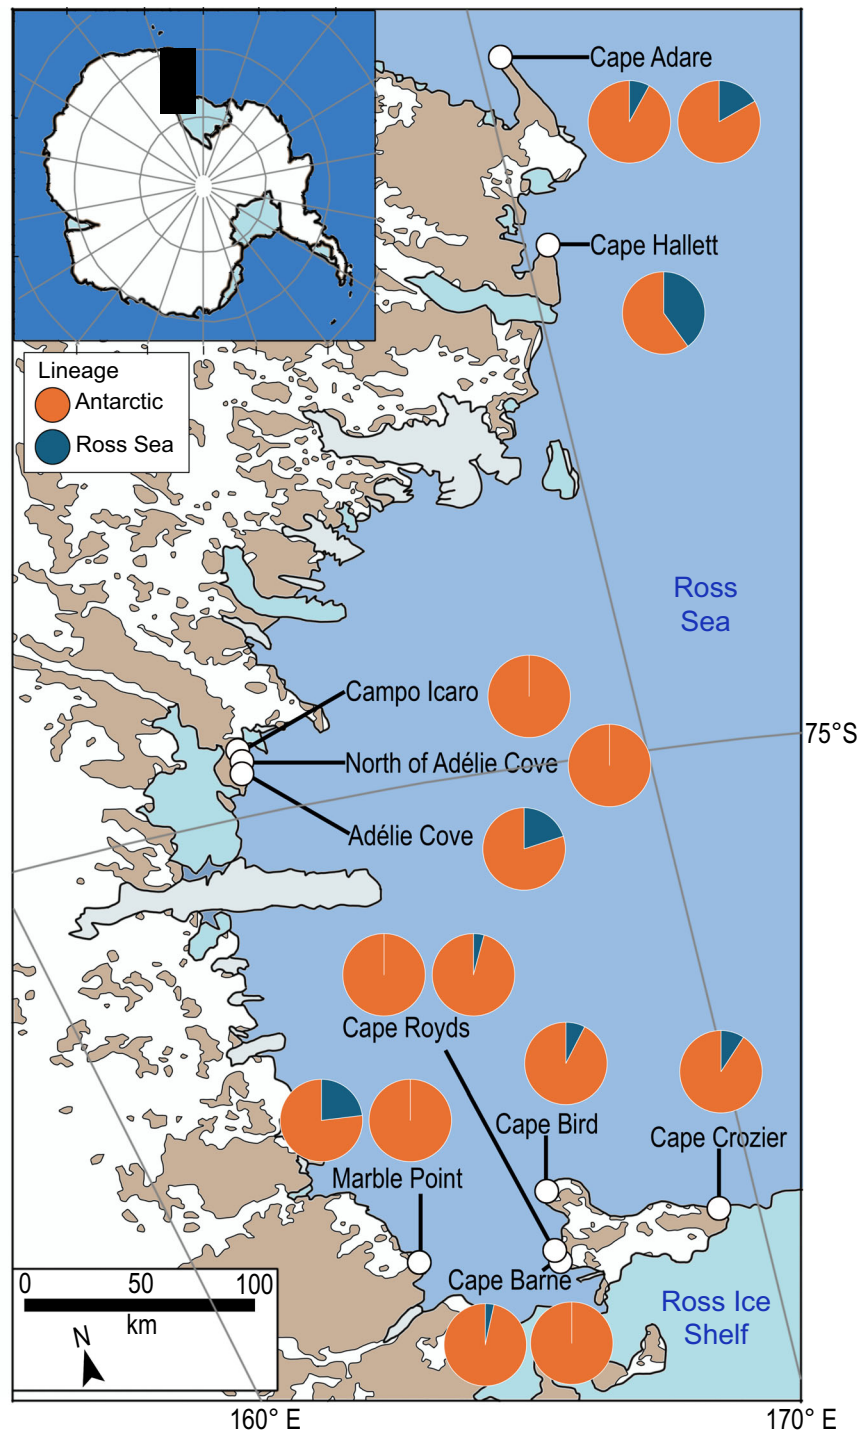 Cape Adare
Cape Hallett
Lineage
Antarctic
Ross Sea
Ross
Sea
Campo Icaro
75°S
North of Adélie Cove
Adélie Cove
Cape Royds
Cape Bird
Cape Crozier
Marble Point
Cape Barne
0 50 100
km
N
Ross Ice
Shelf
160° E
170° E